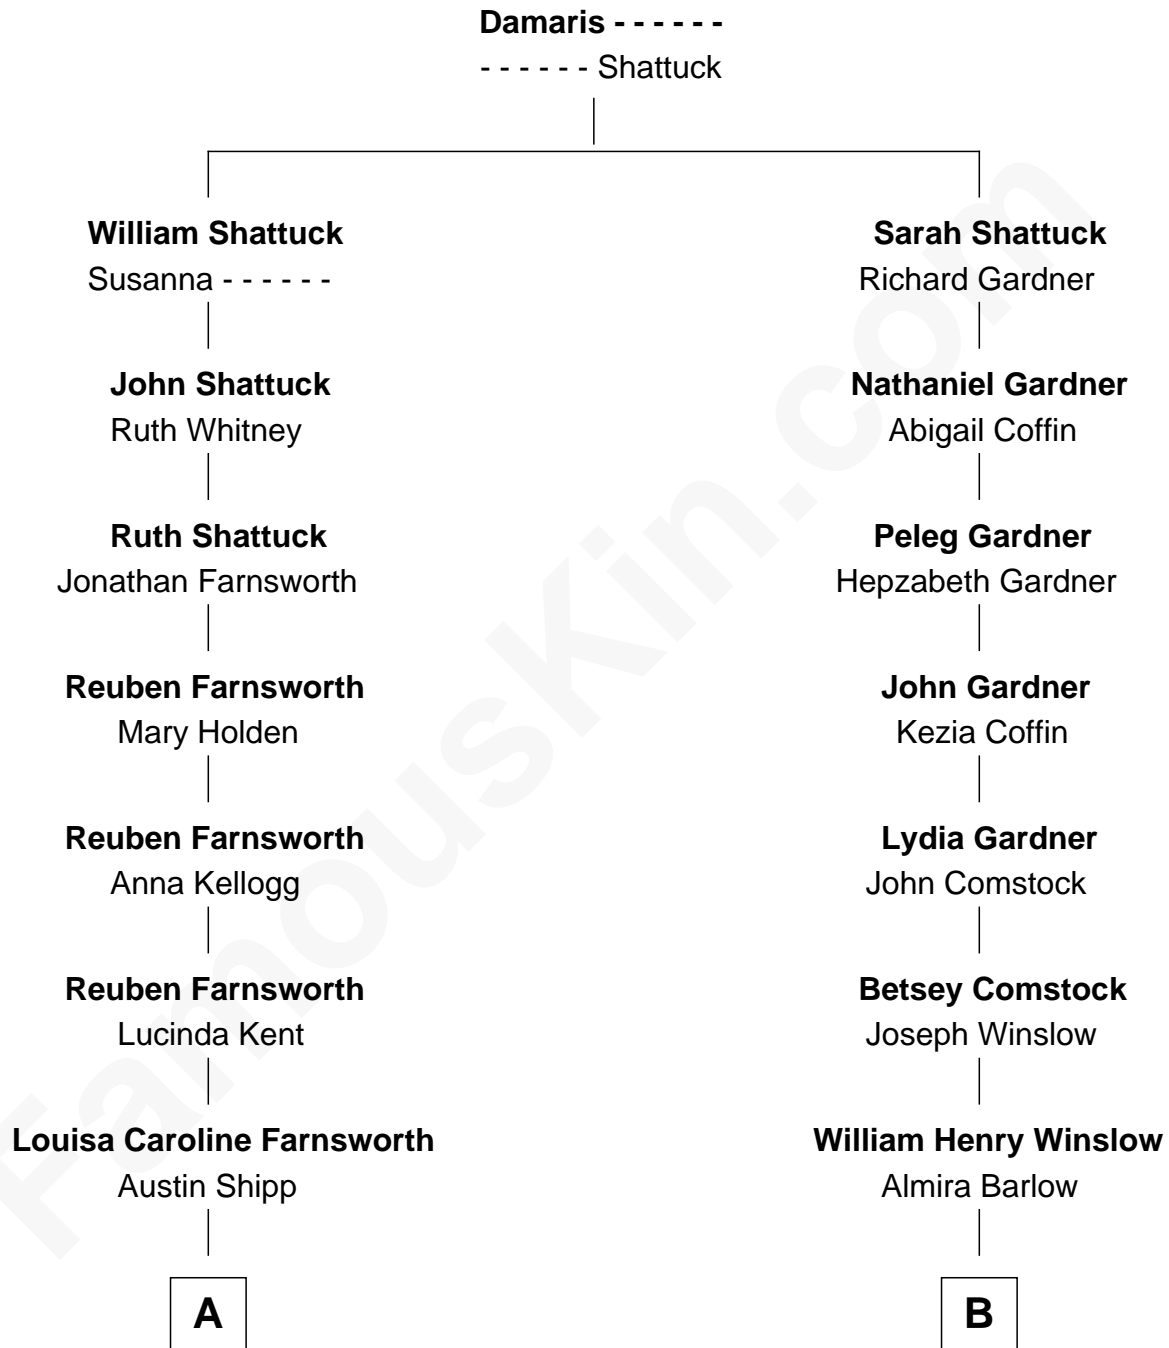 Damaris - - - - - -
- - - - - - Shattuck
William Shattuck
Susanna - - - - - -
Sarah Shattuck
Richard Gardner
John Shattuck
Ruth Whitney
Nathaniel Gardner
Abigail Coffin
Ruth Shattuck
Jonathan Farnsworth
Peleg Gardner
Hepzabeth Gardner
Reuben Farnsworth
Mary Holden
John Gardner
Kezia Coffin
Reuben Farnsworth
Anna Kellogg
Lydia Gardner
John Comstock
Reuben Farnsworth
Lucinda Kent
Betsey Comstock
Joseph Winslow
Louisa Caroline Farnsworth
Austin Shipp
William Henry Winslow
Almira Barlow
A
B
FamousKin.com